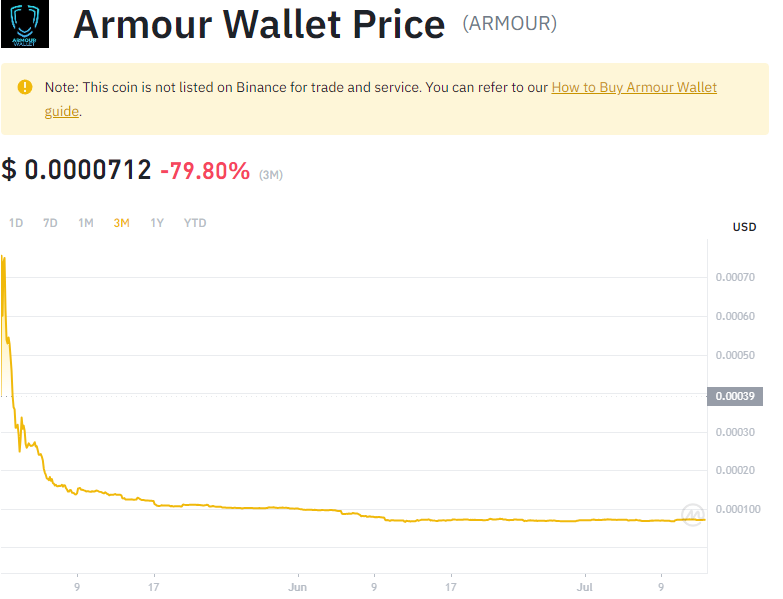 ARMOUR
WALLET
Armour Wallet Price (ARMOUR)
Note: This coin is not listed on Binance for trade and service. You can refer to our How to Buy Armour Wallet
guide.
$ 0.0000712 -79.80% (3M)
1D 7D 1M 3M 1Y YTD
USD
0.00070
0.00060
0.00050
0.00039
0.00030
0.00020
0.000100
9 17 Jun 9 17 Jul 9